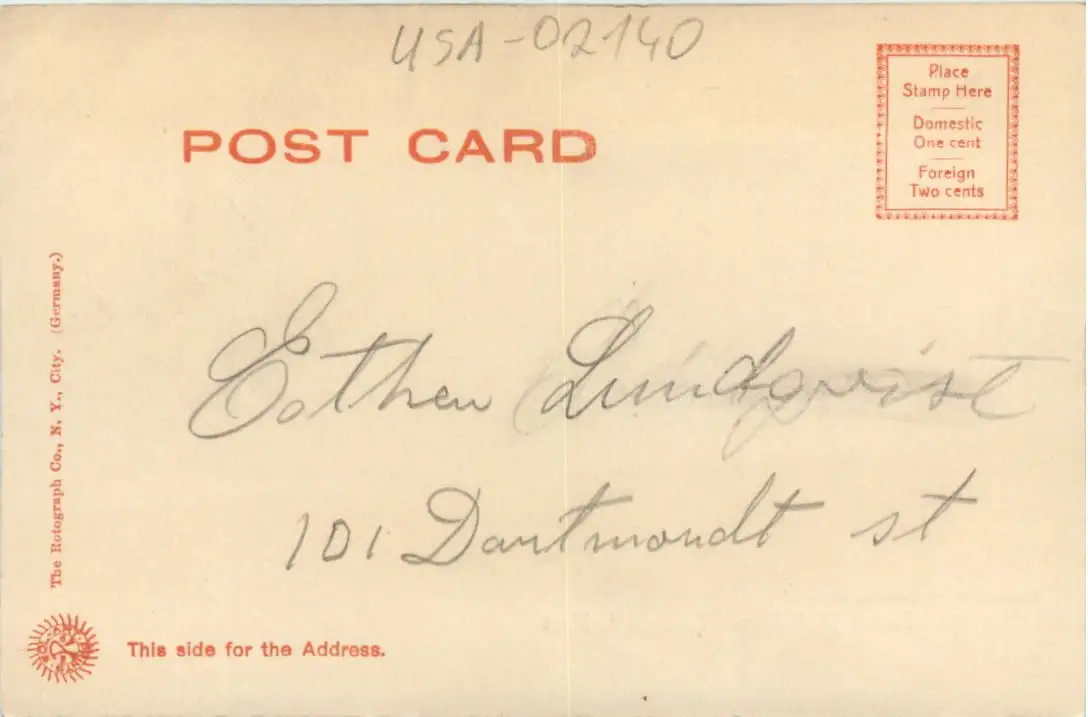 USA-02140
Place
Stamp Here
Domestic
One cent
Foreign
Two cents
POST CARD
The Rotograph Co., N. Y., City. (Germany.)
Esther Lundqvist
101 Dartmondt st
This side for the Address.